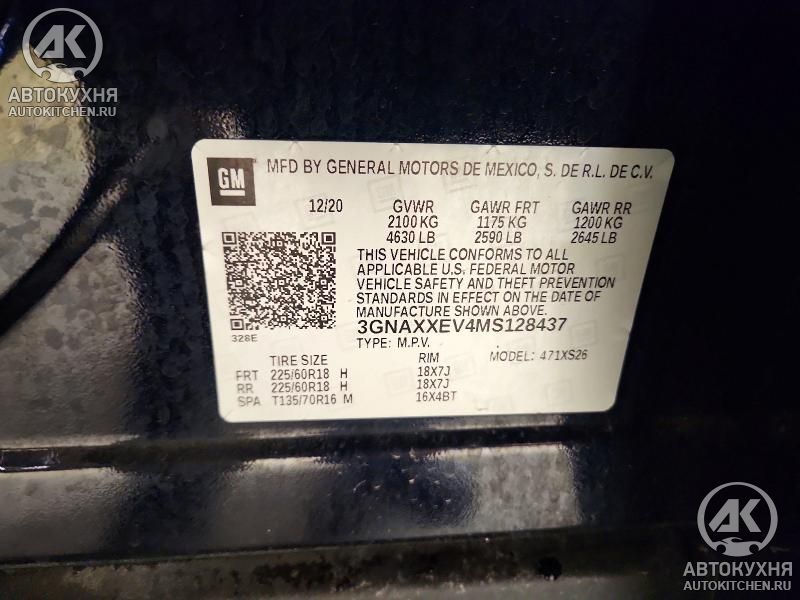 AK
АВТОКУХНЯ
AUTOKITCHEN.RU
GM
MFD BY GENERAL MOTORS DE MEXICO, S. DE R.L. DE C.V.
12/20 GVWR GAWR FRT GAWR RR
2100 KG 1175 KG 1200 KG
4630 LB 2590 LB 2645 LB
THIS VEHICLE CONFORMS TO ALL
APPLICABLE U.S. FEDERAL MOTOR
VEHICLE SAFETY AND THEFT PREVENTION
STANDARDS IN EFFECT ON THE DATE OF
MANUFACTURE SHOWN ABOVE.
328E
3GNAXXEV4MS128437
TYPE: M.P.V. MODEL: 471XS26
TIRE SIZE RIM
FRT 225/60R18 H 18X7J
RR 225/60R18 H 18X7J
SPA T135/70R16 M 16X4BT
AK
АВТОКУХНЯ
AUTOKITCHEN.RU